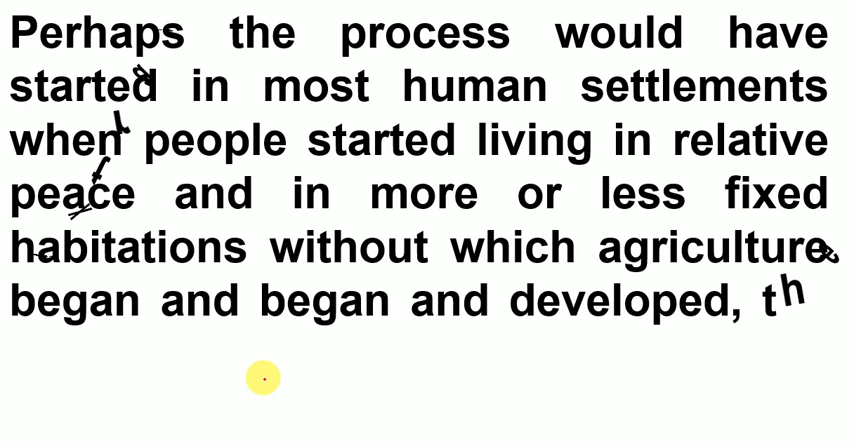 Perhaps the process would have
started in most human settlements
when people started living in relative
peace and in more or less fixed
habitations without which agriculture
began and began and developed, th